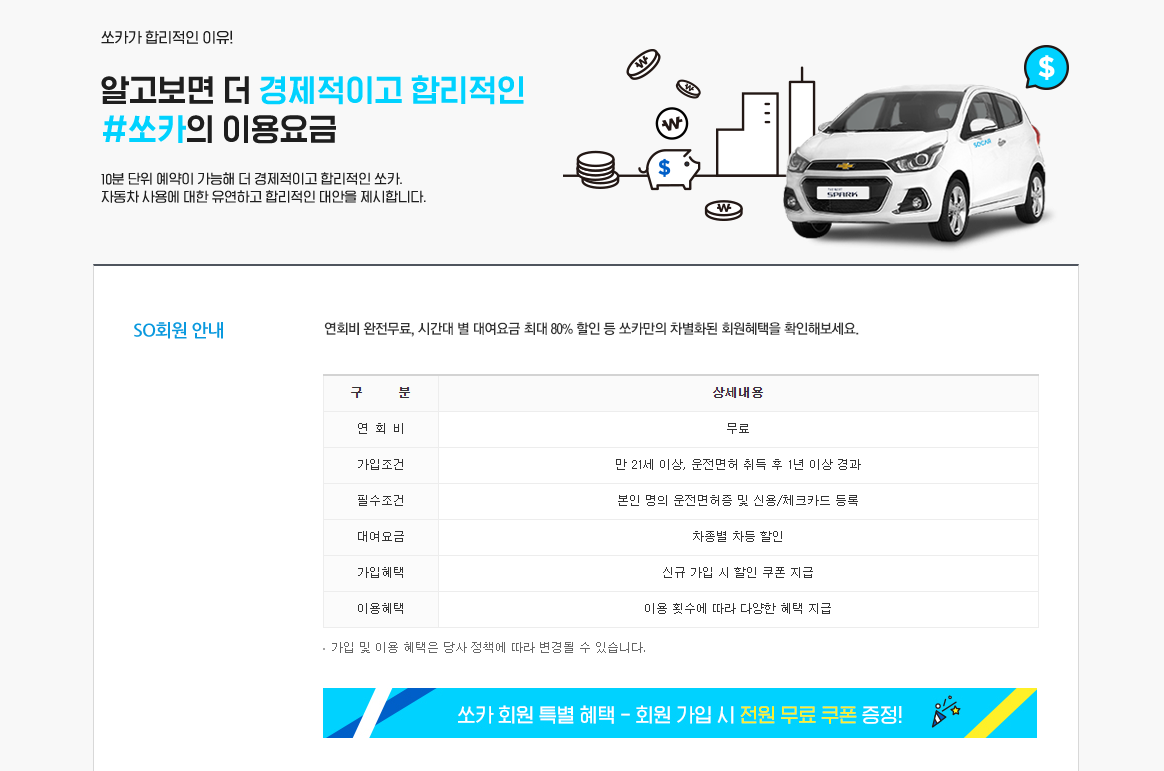 쏘카가 합리적인 이유!
알고보면 더 경제적이고 합리적인
#쏘카의 이용요금
10분 단위 예약이 가능해 더 경제적이고 합리적인 쏘카.
자동차 사용에 대한 유연하고 합리적인 대안을 제시합니다.
₩
₩
₩
$
₩
$
SOCAR
THE NEXT
SPARK
SO회원 안내
연회비 완전무료, 시간대 별 대여요금 최대 80% 할인 등 쏘카만의 차별화된 회원혜택을 확인해보세요.
구 분 상세내용
연 회 비 무료
가입조건 만 21세 이상, 운전면허 취득 후 1년 이상 경과
필수조건 본인 명의 운전면허증 및 신용/체크카드 등록
대여요금 차종별 차등 할인
가입혜택 신규 가입 시 할인 쿠폰 지급
이용혜택 이용 횟수에 따라 다양한 혜택 지급
· 가입 및 이용 혜택은 당사 정책에 따라 변경될 수 있습니다.
쏘카 회원 특별 혜택 - 회원 가입 시 전원 무료 쿠폰 증정!